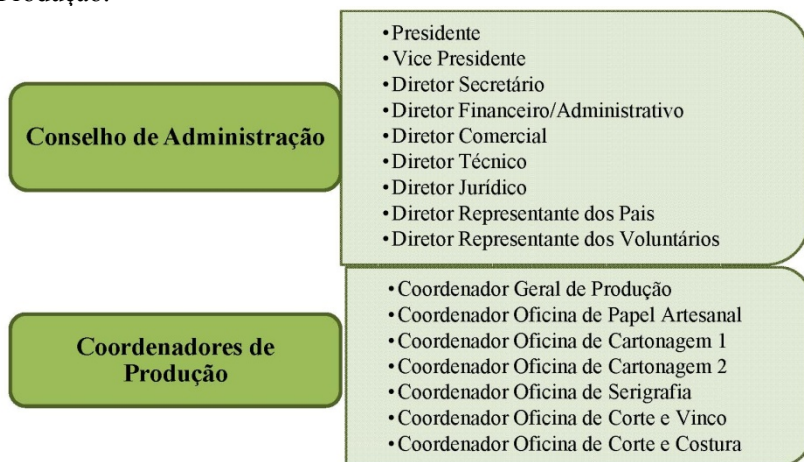 Produção.
Conselho de Administração
•Presidente
•Vice Presidente
•Diretor Secretário
•Diretor Financeiro/Administrativo
•Diretor Comercial
•Diretor Técnico
•Diretor Jurídico
•Diretor Representante dos Pais
•Diretor Representante dos Voluntários
Coordenadores de
Produção
•Coordenador Geral de Produção
•Coordenador Oficina de Papel Artesanal
•Coordenador Oficina de Cartonagem 1
•Coordenador Oficina de Cartonagem 2
•Coordenador Oficina de Serigrafia
•Coordenador Oficina de Corte e Vinco
•Coordenador Oficina de Corte e Costura